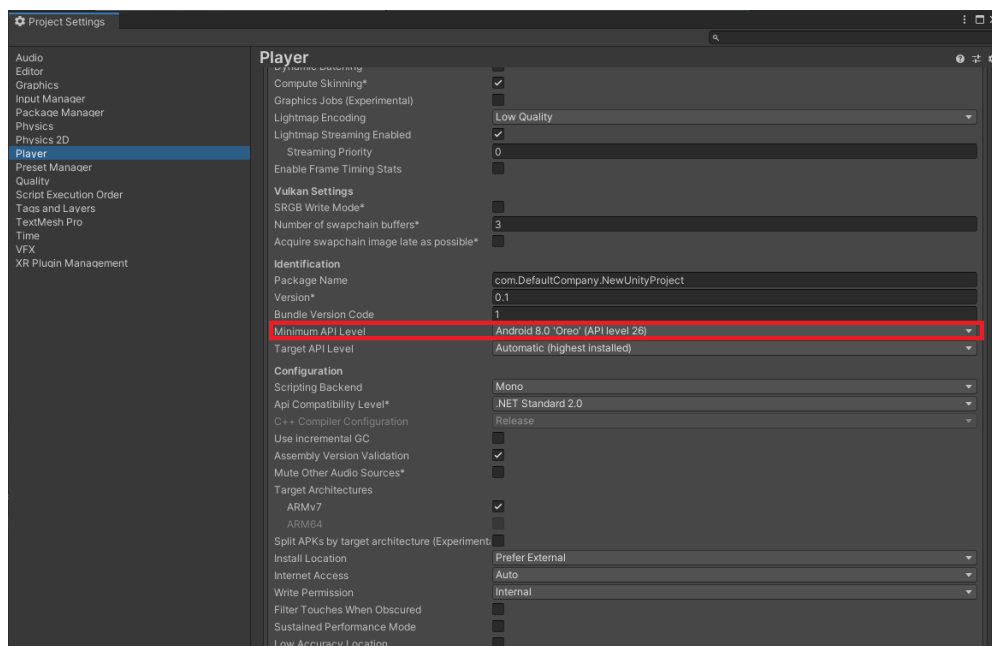 Project Settings
Audio
Editor
Graphics
Input Manager
Package Manager
Physics
Physics 2D
Player
Preset Manager
Quality
Script Execution Order
Tags and Layers
TextMesh Pro
Time
VFX
XR Plugin Management
Player
Dynamic Batching
Compute Skinning*
Graphics Jobs (Experimental)
Lightmap Encoding Low Quality
Lightmap Streaming Enabled
Streaming Priority 0
Enable Frame Timing Stats
Vulkan Settings
SRGB Write Mode*
Number of swapchain buffers* 3
Acquire swapchain image late as possible*
Identification
Package Name com.DefaultCompany.NewUnityProject
Version* 0.1
Bundle Version Code 1
Minimum API Level Android 8.0 'Oreo' (API level 26)
Target API Level Automatic (highest installed)
Configuration
Scripting Backend Mono
Api Compatibility Level* .NET Standard 2.0
C++ Compiler Configuration Release
Use incremental GC
Assembly Version Validation
Mute Other Audio Sources*
Target Architectures
ARMv7
ARM64
Split APKs by target architecture (Experimenta
Install Location Prefer External
Internet Access Auto
Write Permission Internal
Filter Touches When Obscured
Sustained Performance Mode
Low Accuracy Location